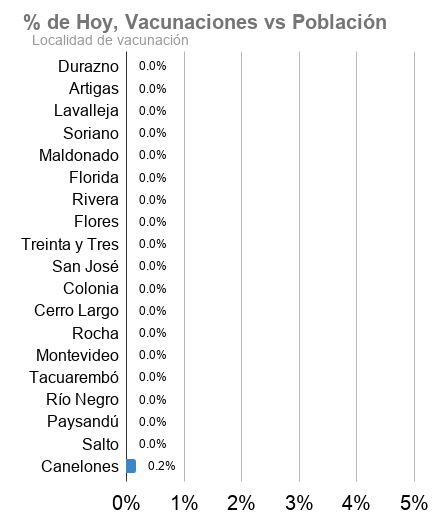 % de Hoy, Vacunaciones vs Población
Localidad de vacunación
Durazno 0.0%
Artigas 0.0%
Lavalleja 0.0%
Soriano 0.0%
Maldonado 0.0%
Florida 0.0%
Rivera 0.0%
Flores 0.0%
Treinta y Tres 0.0%
San José 0.0%
Colonia 0.0%
Cerro Largo 0.0%
Rocha 0.0%
Montevideo 0.0%
Tacuarembó 0.0%
Río Negro 0.0%
Paysandú 0.0%
Salto 0.0%
Canelones 0.2%
0% 1% 2% 3% 4% 5%